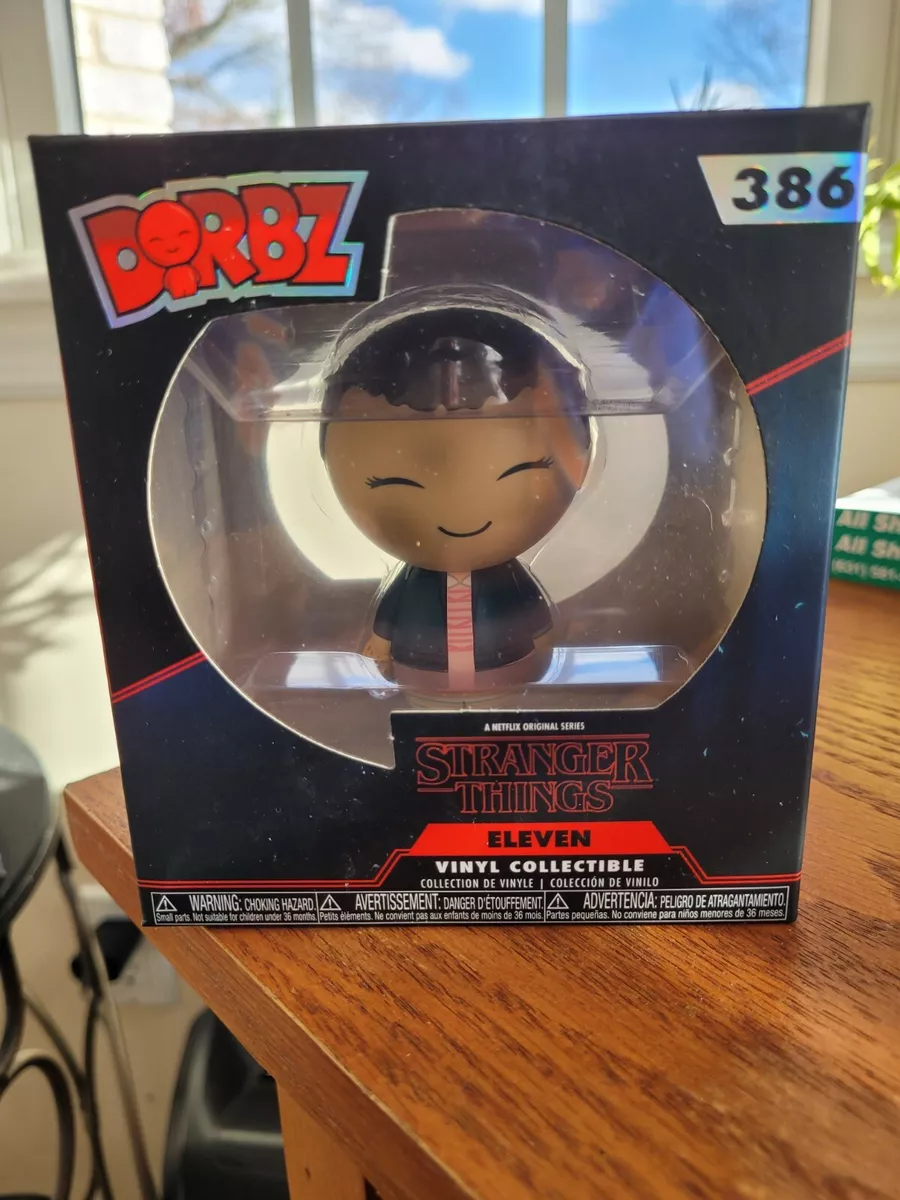 DORBZ
386
A NETFLIX ORIGINAL SERIES
STRANGER
THINGS
ELEVEN
VINYL COLLECTIBLE
COLLECTION DE VINYLE | COLECCIÓN DE VINILO
WARNING: CHOKING HAZARD.
Small parts. Not suitable for children under 36 months.
AVERTISSEMENT: DANGER D'ÉTOUFFEMENT.
Petits éléments. Ne convient pas aux enfants de moins de 36 mois.
ADVERTENCIA: PELIGRO DE ATRAGANTAMIENTO.
Partes pequeñas. No conviene para niños menores de 36 meses.
All
All
(631)